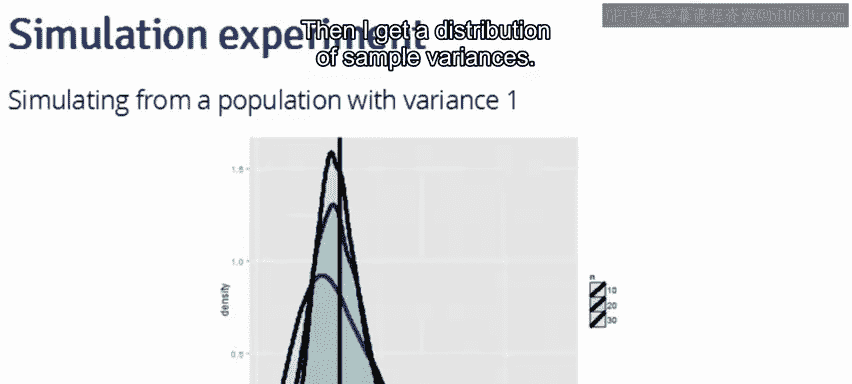 Simulation experiment
Then I get a distribution
of sample variances.
Simulating from a population with variance 1
1.5
1.0
density
0.5
n
10
20
30